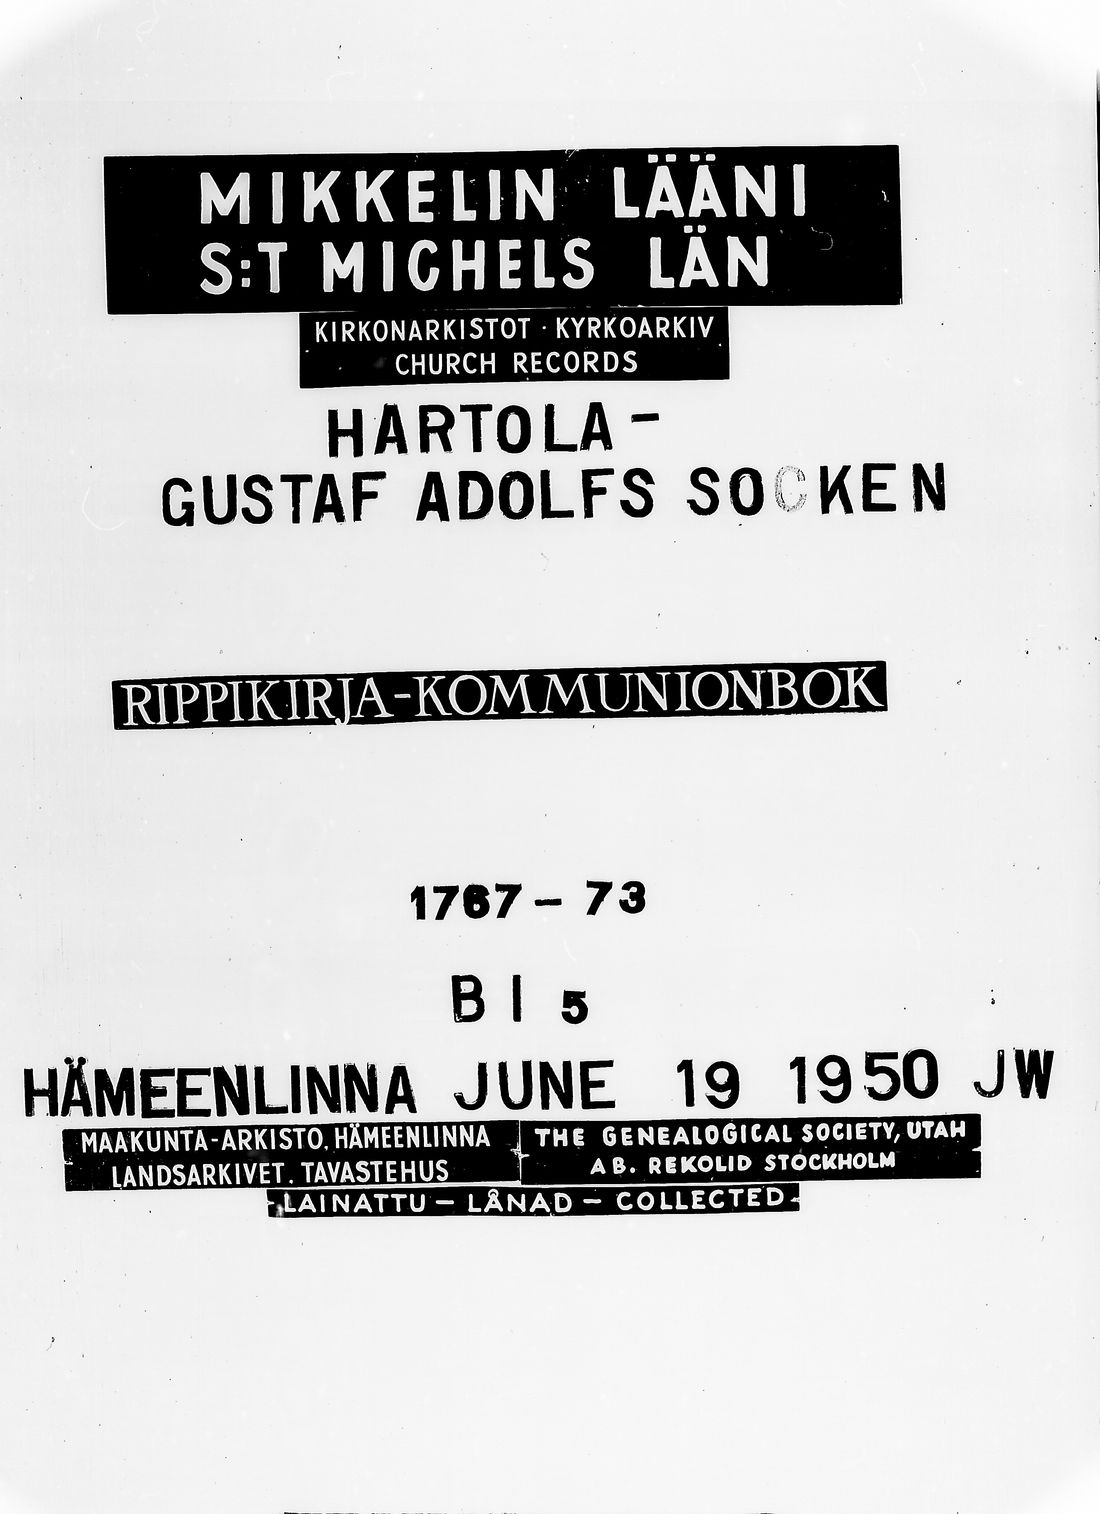 MIKKELIN LÄÄNI
S:T MICHELS LÄN
KIRKONARKISTOT · KYRKOARKIV
CHURCH RECORDS
HARTOLA –
GUSTAF ADOLFS SOCKEN
RIPPIKIRJA-KOMMUNIONBOK
1767 – 73
B I 5
HÄMEENLINNA JUNE 19 1950 JW
MAAKUNTA-ARKISTO, HÄMEENLINNA
LANDSARKIVET, TAVASTEHUS
THE GENEALOGICAL SOCIETY, UTAH
AB. REKOLID STOCKHOLM
LAINATTU – LÅNAD – COLLECTED